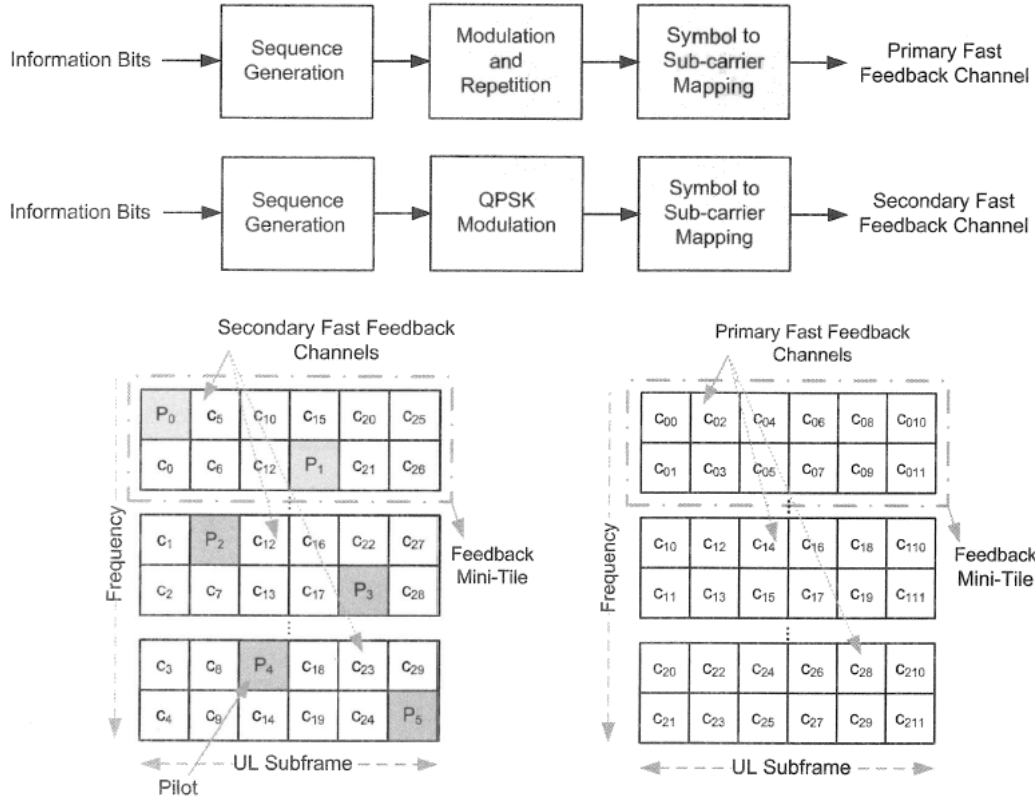 Information Bits
Sequence
Generation
Modulation
and
Repetition
Symbol to
Sub-carrier
Mapping
Primary Fast
Feedback Channel
Information Bits
Sequence
Generation
QPSK
Modulation
Symbol to
Sub-carrier
Mapping
Secondary Fast
Feedback Channel
Secondary Fast Feedback
Channels
P0 C5 C10 C15 C20 C25
C0 C6 C12 P1 C21 C26
C1 P2 C12 C16 C22 C27
C2 C7 C13 C17 P3 C28
C3 C8 P4 C18 C23 C29
C4 C9 C14 C19 C24 P5
Frequency
Feedback
Mini-Tile
UL Subframe
Pilot
Primary Fast Feedback
Channels
C00 C02 C04 C06 C08 C010
C01 C03 C05 C07 C09 C011
C10 C12 C14 C16 C18 C110
C11 C13 C15 C17 C19 C111
C20 C22 C24 C26 C28 C210
C21 C23 C25 C27 C29 C211
Frequency
Feedback
Mini-Tile
UL Subframe